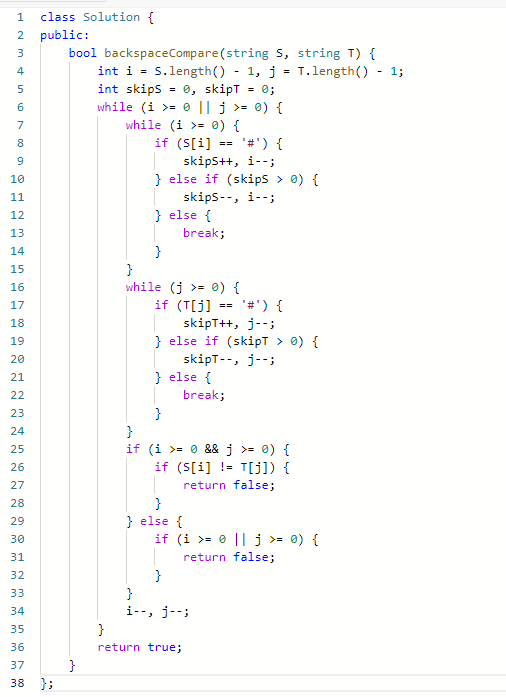 1 class Solution {
2 public:
3 bool backspaceCompare(string S, string T) {
4 int i = S.length() - 1, j = T.length() - 1;
5 int skipS = 0, skipT = 0;
6 while (i >= 0 || j >= 0) {
7 while (i >= 0) {
8 if (S[i] == '#') {
9 skipS++, i--;
10 } else if (skipS > 0) {
11 skipS--, i--;
12 } else {
13 break;
14 }
15 }
16 while (j >= 0) {
17 if (T[j] == '#') {
18 skipT++, j--;
19 } else if (skipT > 0) {
20 skipT--, j--;
21 } else {
22 break;
23 }
24 }
25 if (i >= 0 && j >= 0) {
26 if (S[i] != T[j]) {
27 return false;
28 }
29 } else {
30 if (i >= 0 || j >= 0) {
31 return false;
32 }
33 }
34 i--, j--;
35 }
36 return true;
37 }
38 };